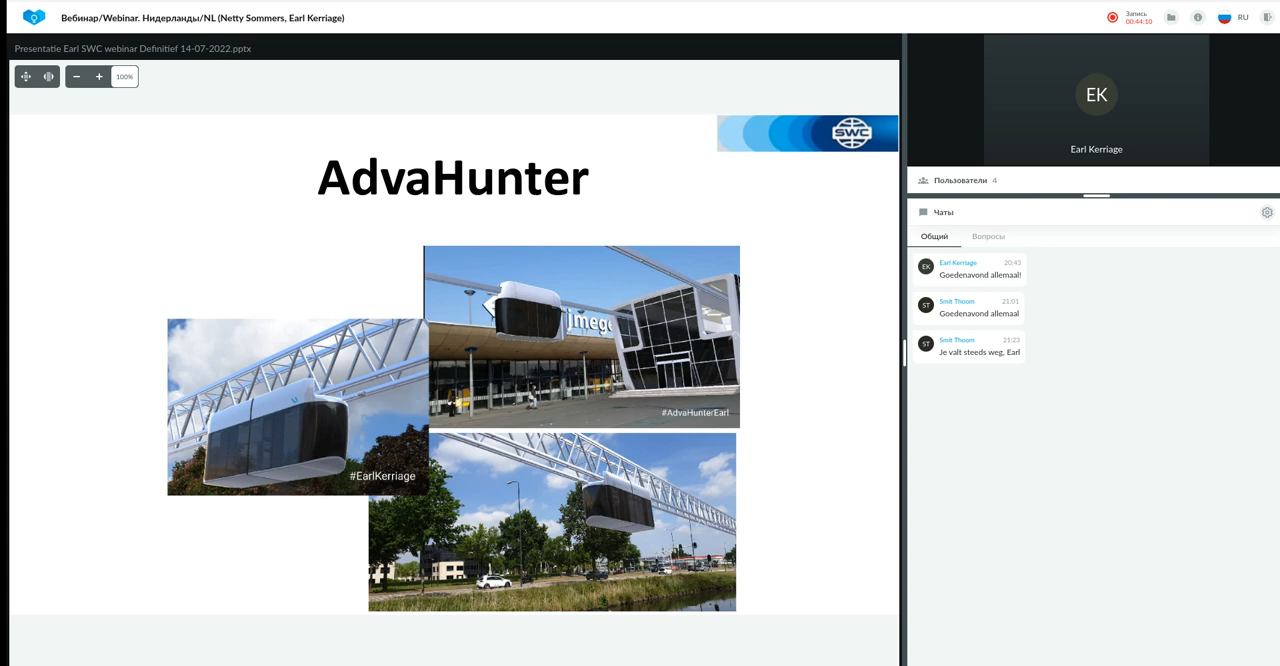 Вебинар/Webinar. Нидерланды/NL (Netty Sommers, Earl Kerriage)
Запись
00:44:10
RU
Presentatie Earl SWC webinar Definitief 14-07-2022.pptx
100%
SWC
AdvaHunter
imege
#AdvaHunterEarl
#EarlKerriage
EK
Earl Kerriage
Пользователи 4
Чаты
Общий Вопросы
EK
Earl Kerriage 20:43
Goedenavond allemaal!
ST
Smit Thoom 21:01
Goedenavond allemaal
ST
Smit Thoom 21:23
Je valt steeds weg, Earl